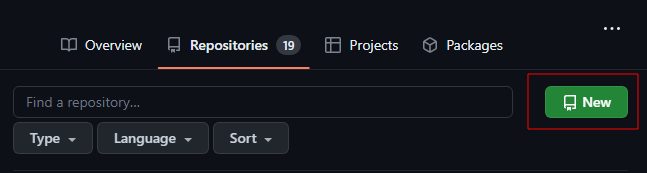 Overview Repositories 19 Projects Packages
Find a repository... New
Type Language Sort